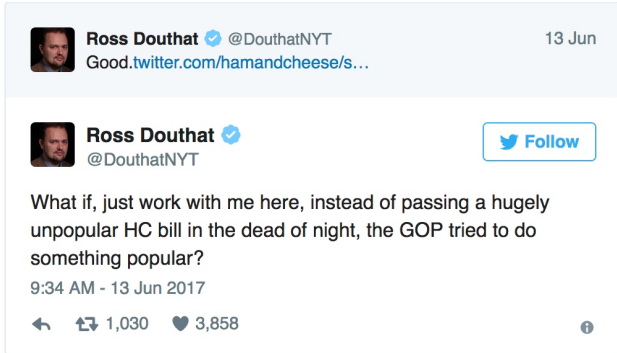 Ross Douthat @DouthatNYT 13 Jun
Good.twitter.com/hamandcheese/s…
Ross Douthat
@DouthatNYT
Follow
What if, just work with me here, instead of passing a hugely
unpopular HC bill in the dead of night, the GOP tried to do
something popular?
9:34 AM - 13 Jun 2017
1,030 3,858